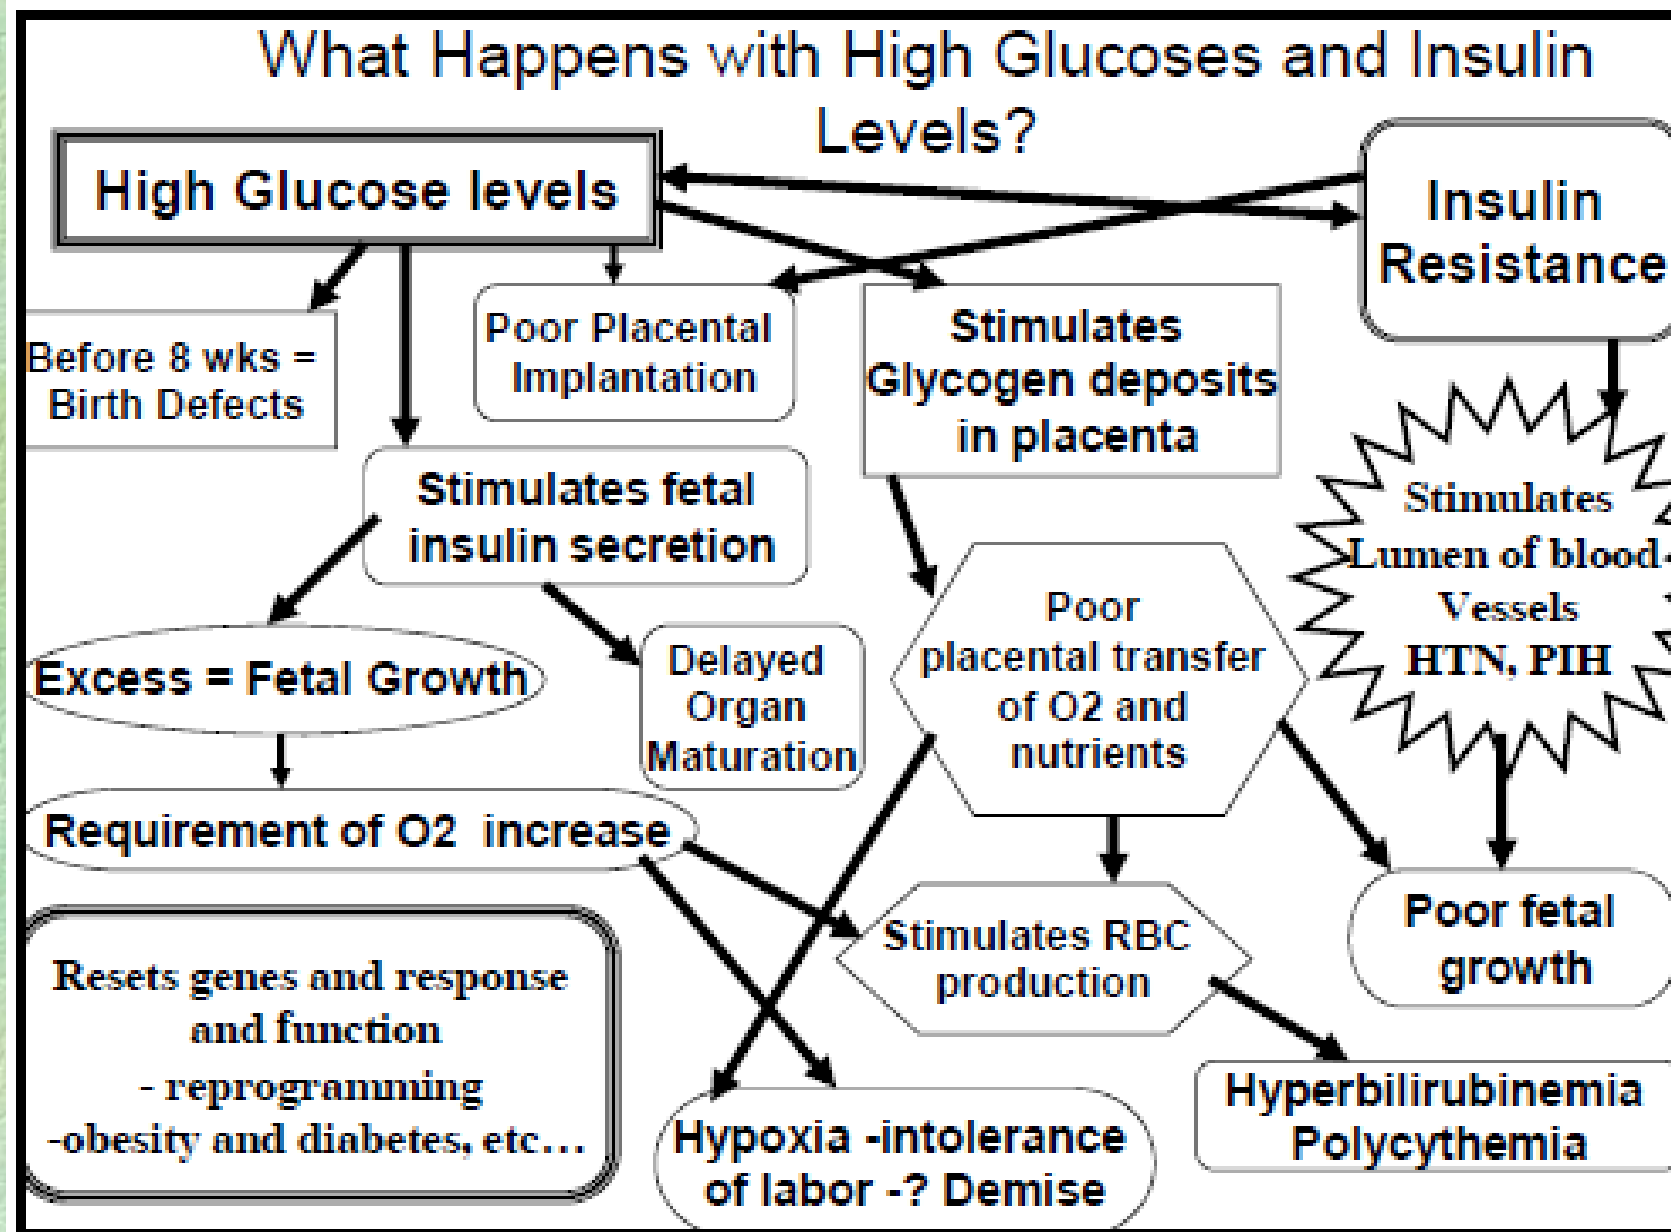 What Happens with High Glucoses and Insulin
Levels?
High Glucose levels
Insulin
Resistance
Before 8 wks =
Birth Defects
Poor Placental
Implantation
Stimulates
Glycogen deposits
in placenta
Stimulates fetal
insulin secretion
Stimulates
Lumen of blood
Vessels
HTN, PIH
Excess = Fetal Growth
Delayed
Organ
Maturation
Poor
placental transfer
of O2 and
nutrients
Requirement of O2 increase
Stimulates RBC
production
Poor fetal
growth
Resets genes and response
and function
- reprogramming
-obesity and diabetes, etc...
Hypoxia -intolerance
of labor -? Demise
Hyperbilirubinemia
Polycythemia